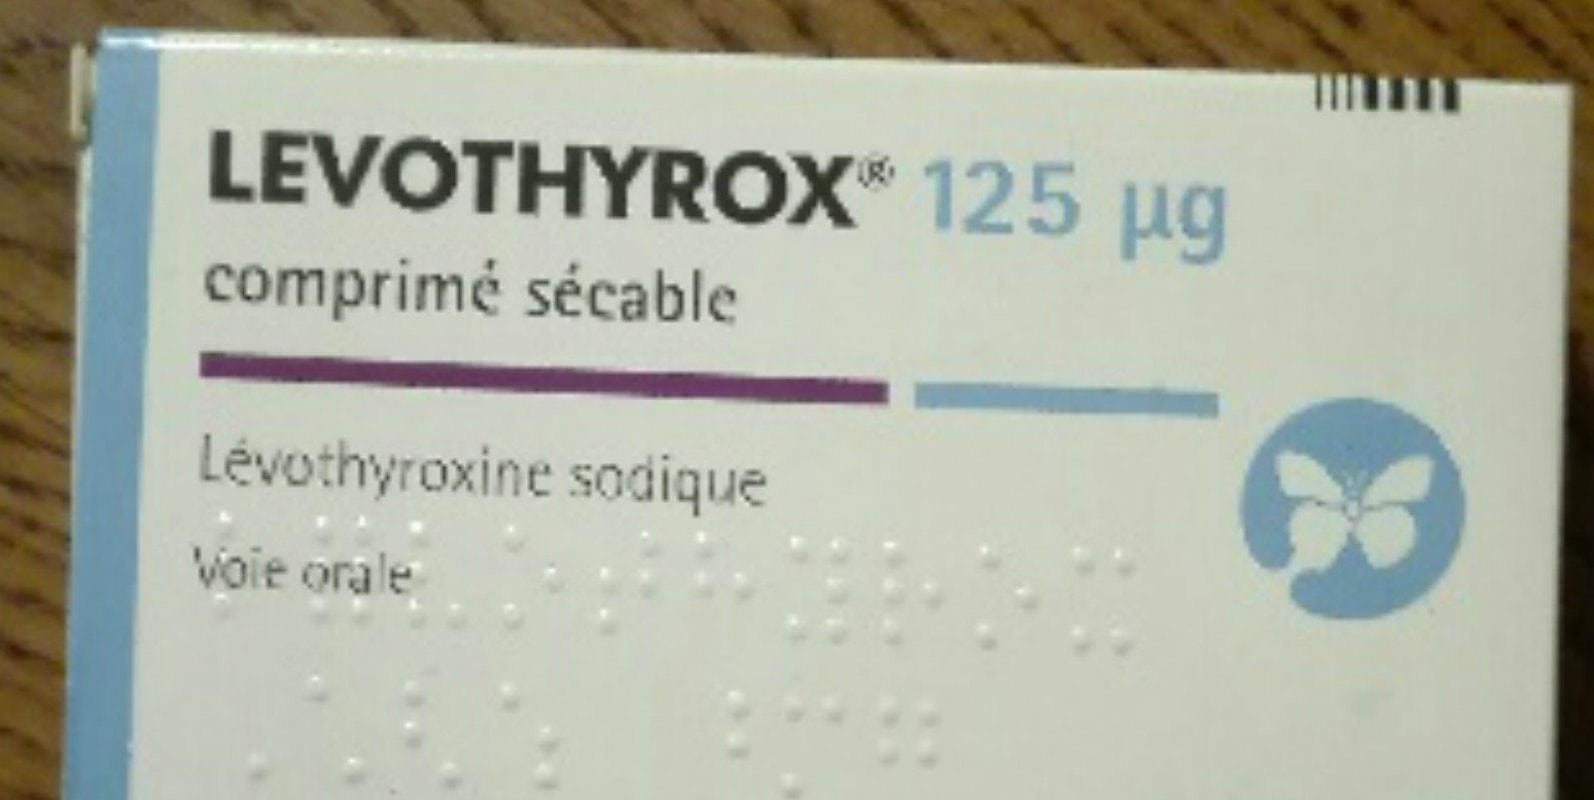 LEVOTHYROX® 125 µg
comprimé sécable
Lévothyroxine sodique
Voie orale